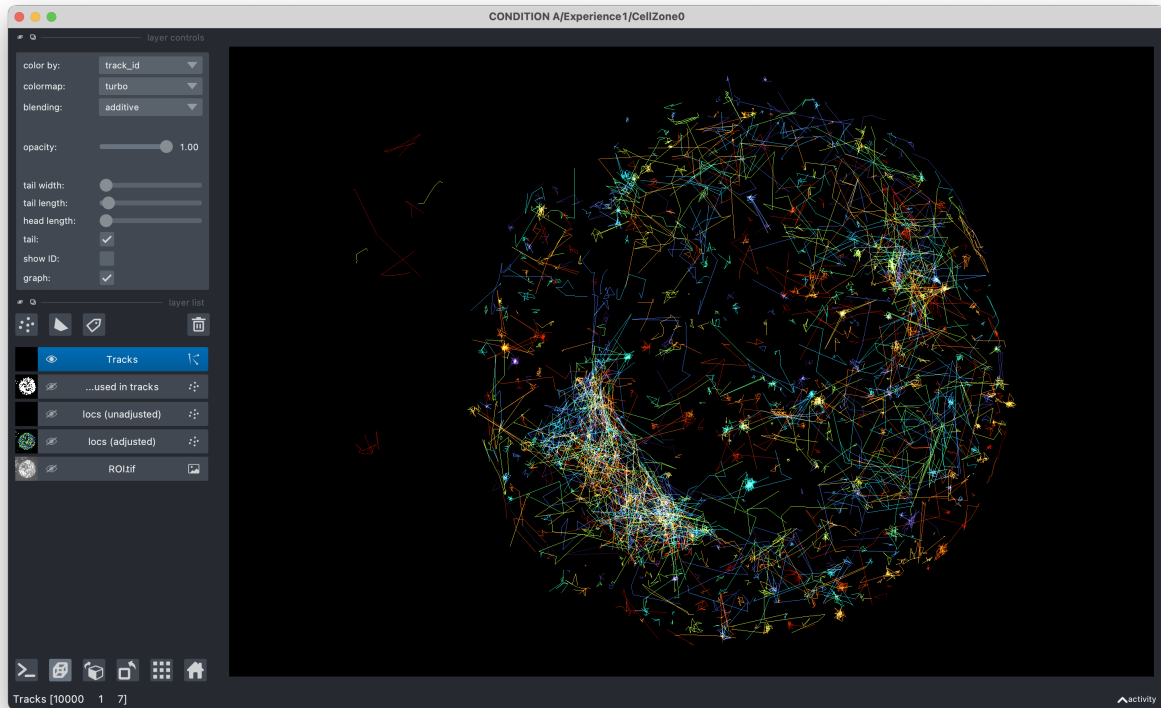 CONDITION A/Experience1/CellZone0
layer controls
color by: track_id
colormap: turbo
blending: additive
opacity: 1.00
tail width:
tail length:
head length:
tail:
show ID:
graph:
layer list
Tracks
...used in tracks
locs (unadjusted)
locs (adjusted)
ROI.tif
Tracks [10000 1 7]
activity